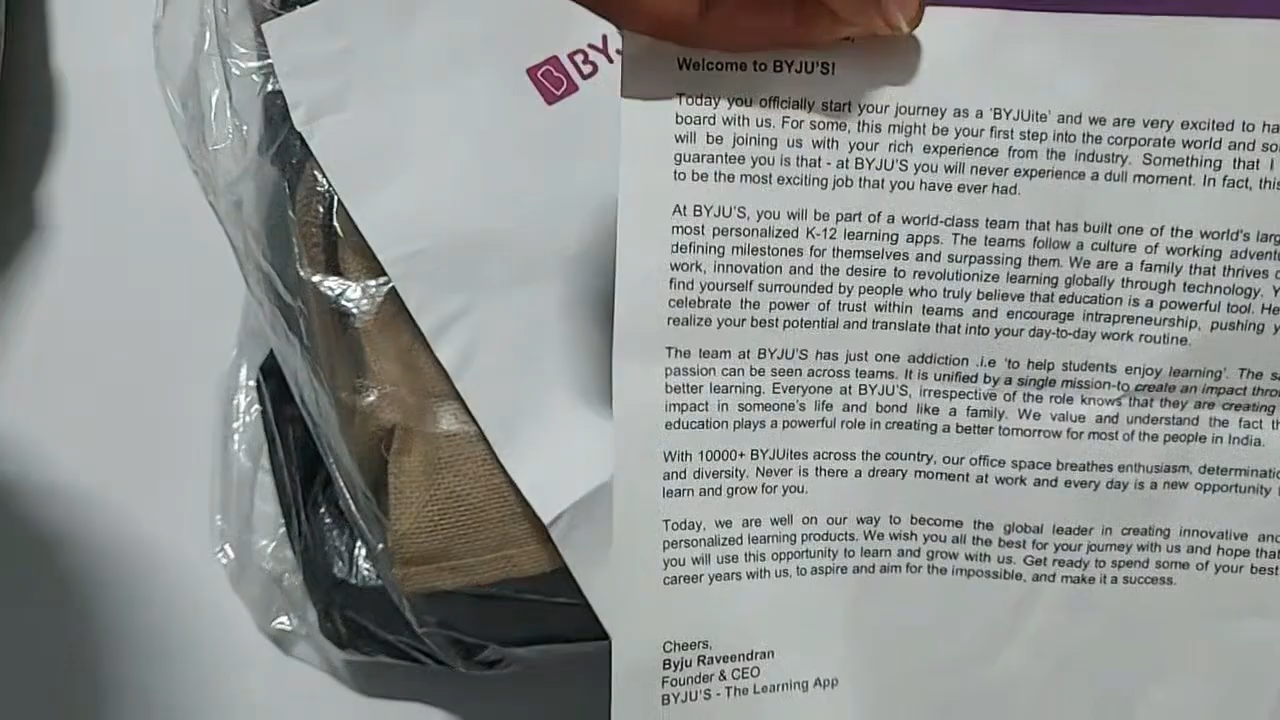 BY
Welcome to BYJU'S!
Today you officially start your journey as a 'BYJUite' and we are very excited to
board with us. For some, this might be your first step into the corporate world and
will be joining us with your rich experience from the industry. Something that I
guarantee you is that - at BYJU'S you will never experience a dull moment. In fact,
to be the most exciting job that you have ever had.
At BYJU'S, you will be part of a world-class team that has built one of the world's
most personalized K-12 learning apps. The teams follow a culture of working
defining milestones for themselves and surpassing them. We are a family that thrives
work, innovation and the desire to revolutionize learning globally through technology.
find yourself surrounded by people who truly believe that education is a powerful tool.
celebrate the power of trust within teams and encourage intrapreneurship, pushing
realize your best potential and translate that into your day-to-day work routine.
The team at BYJU'S has just one addiction .i.e 'to help students enjoy learning'. The
passion can be seen across teams. It is unified by a single mission-to create an impact
better learning. Everyone at BYJU'S, irrespective of the role knows that they are creating
impact in someone's life and bond like a family. We value and understand the fact
education plays a powerful role in creating a better tomorrow for most of the people in India.
With 10000+ BYJUites across the country, our office space breathes enthusiasm,
and diversity. Never is there a dreary moment at work and every day is a new opportunity
learn and grow for you.
Today, we are well on our way to become the global leader in creating innovative
personalized learning products. We wish you all the best for your journey with us and hope
you will use this opportunity to learn and grow with us. Get ready to spend some of your best
career years with us, to aspire and aim for the impossible, and make it a success.
Cheers,
Byju Raveendran
Founder & CEO
BYJU'S - The Learning App